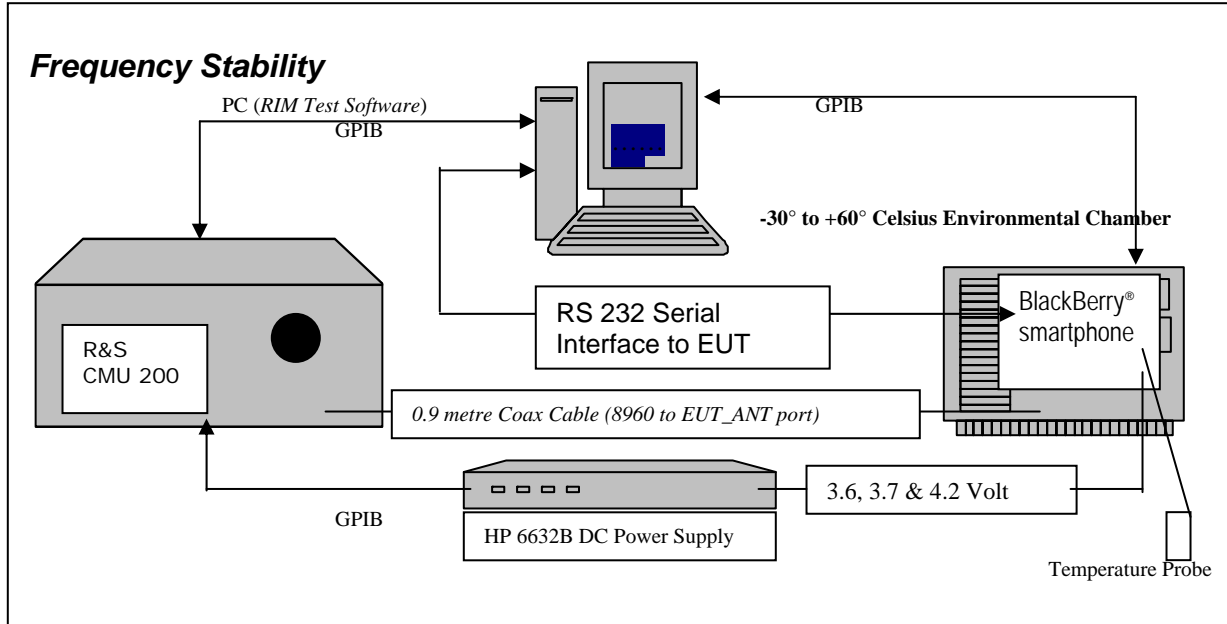 Frequency Stability
PC (RIM Test Software)
GPIB
GPIB
-30° to +60° Celsius Environmental Chamber
RS 232 Serial
Interface to EUT
BlackBerry®
smartphone
R&S
CMU 200
0.9 metre Coax Cable (8960 to EUT_ANT port)
3.6, 3.7 & 4.2 Volt
GPIB
HP 6632B DC Power Supply
Temperature Probe